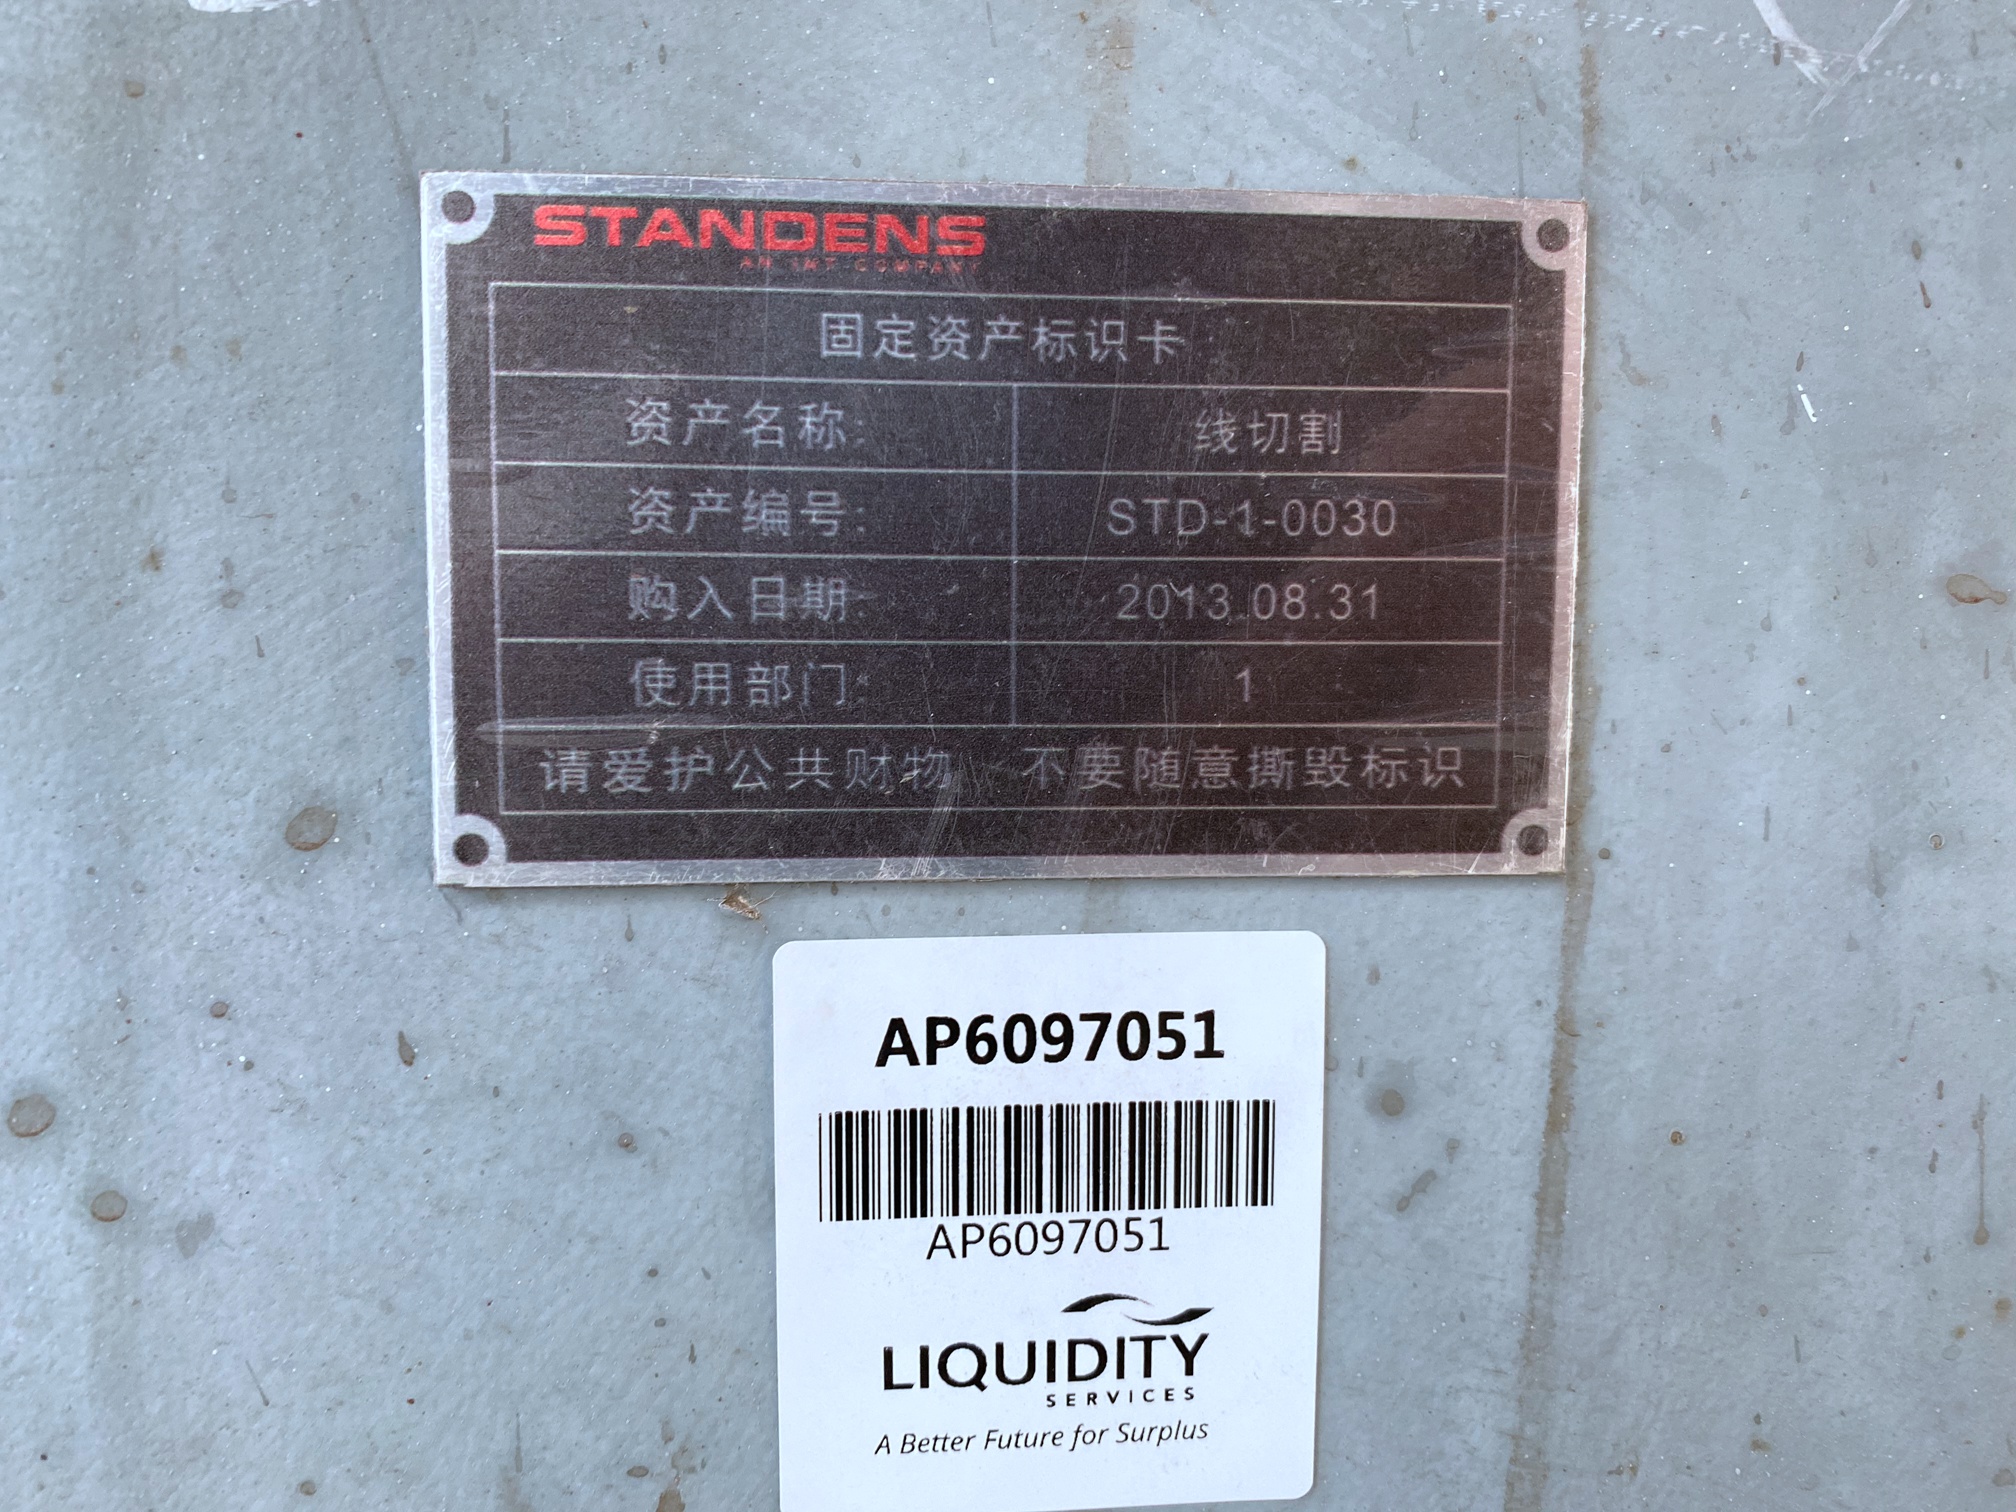 STANDENS
AN IMT COMPANY
固定资产标识卡
资产名称: 线切割
资产编号: STD-1-0030
购入日期: 2013.08.31
使用部门: 1
请爱护公共财物 不要随意撕毁标识
AP6097051
AP6097051
LIQUIDITY
SERVICES
A Better Future for Surplus